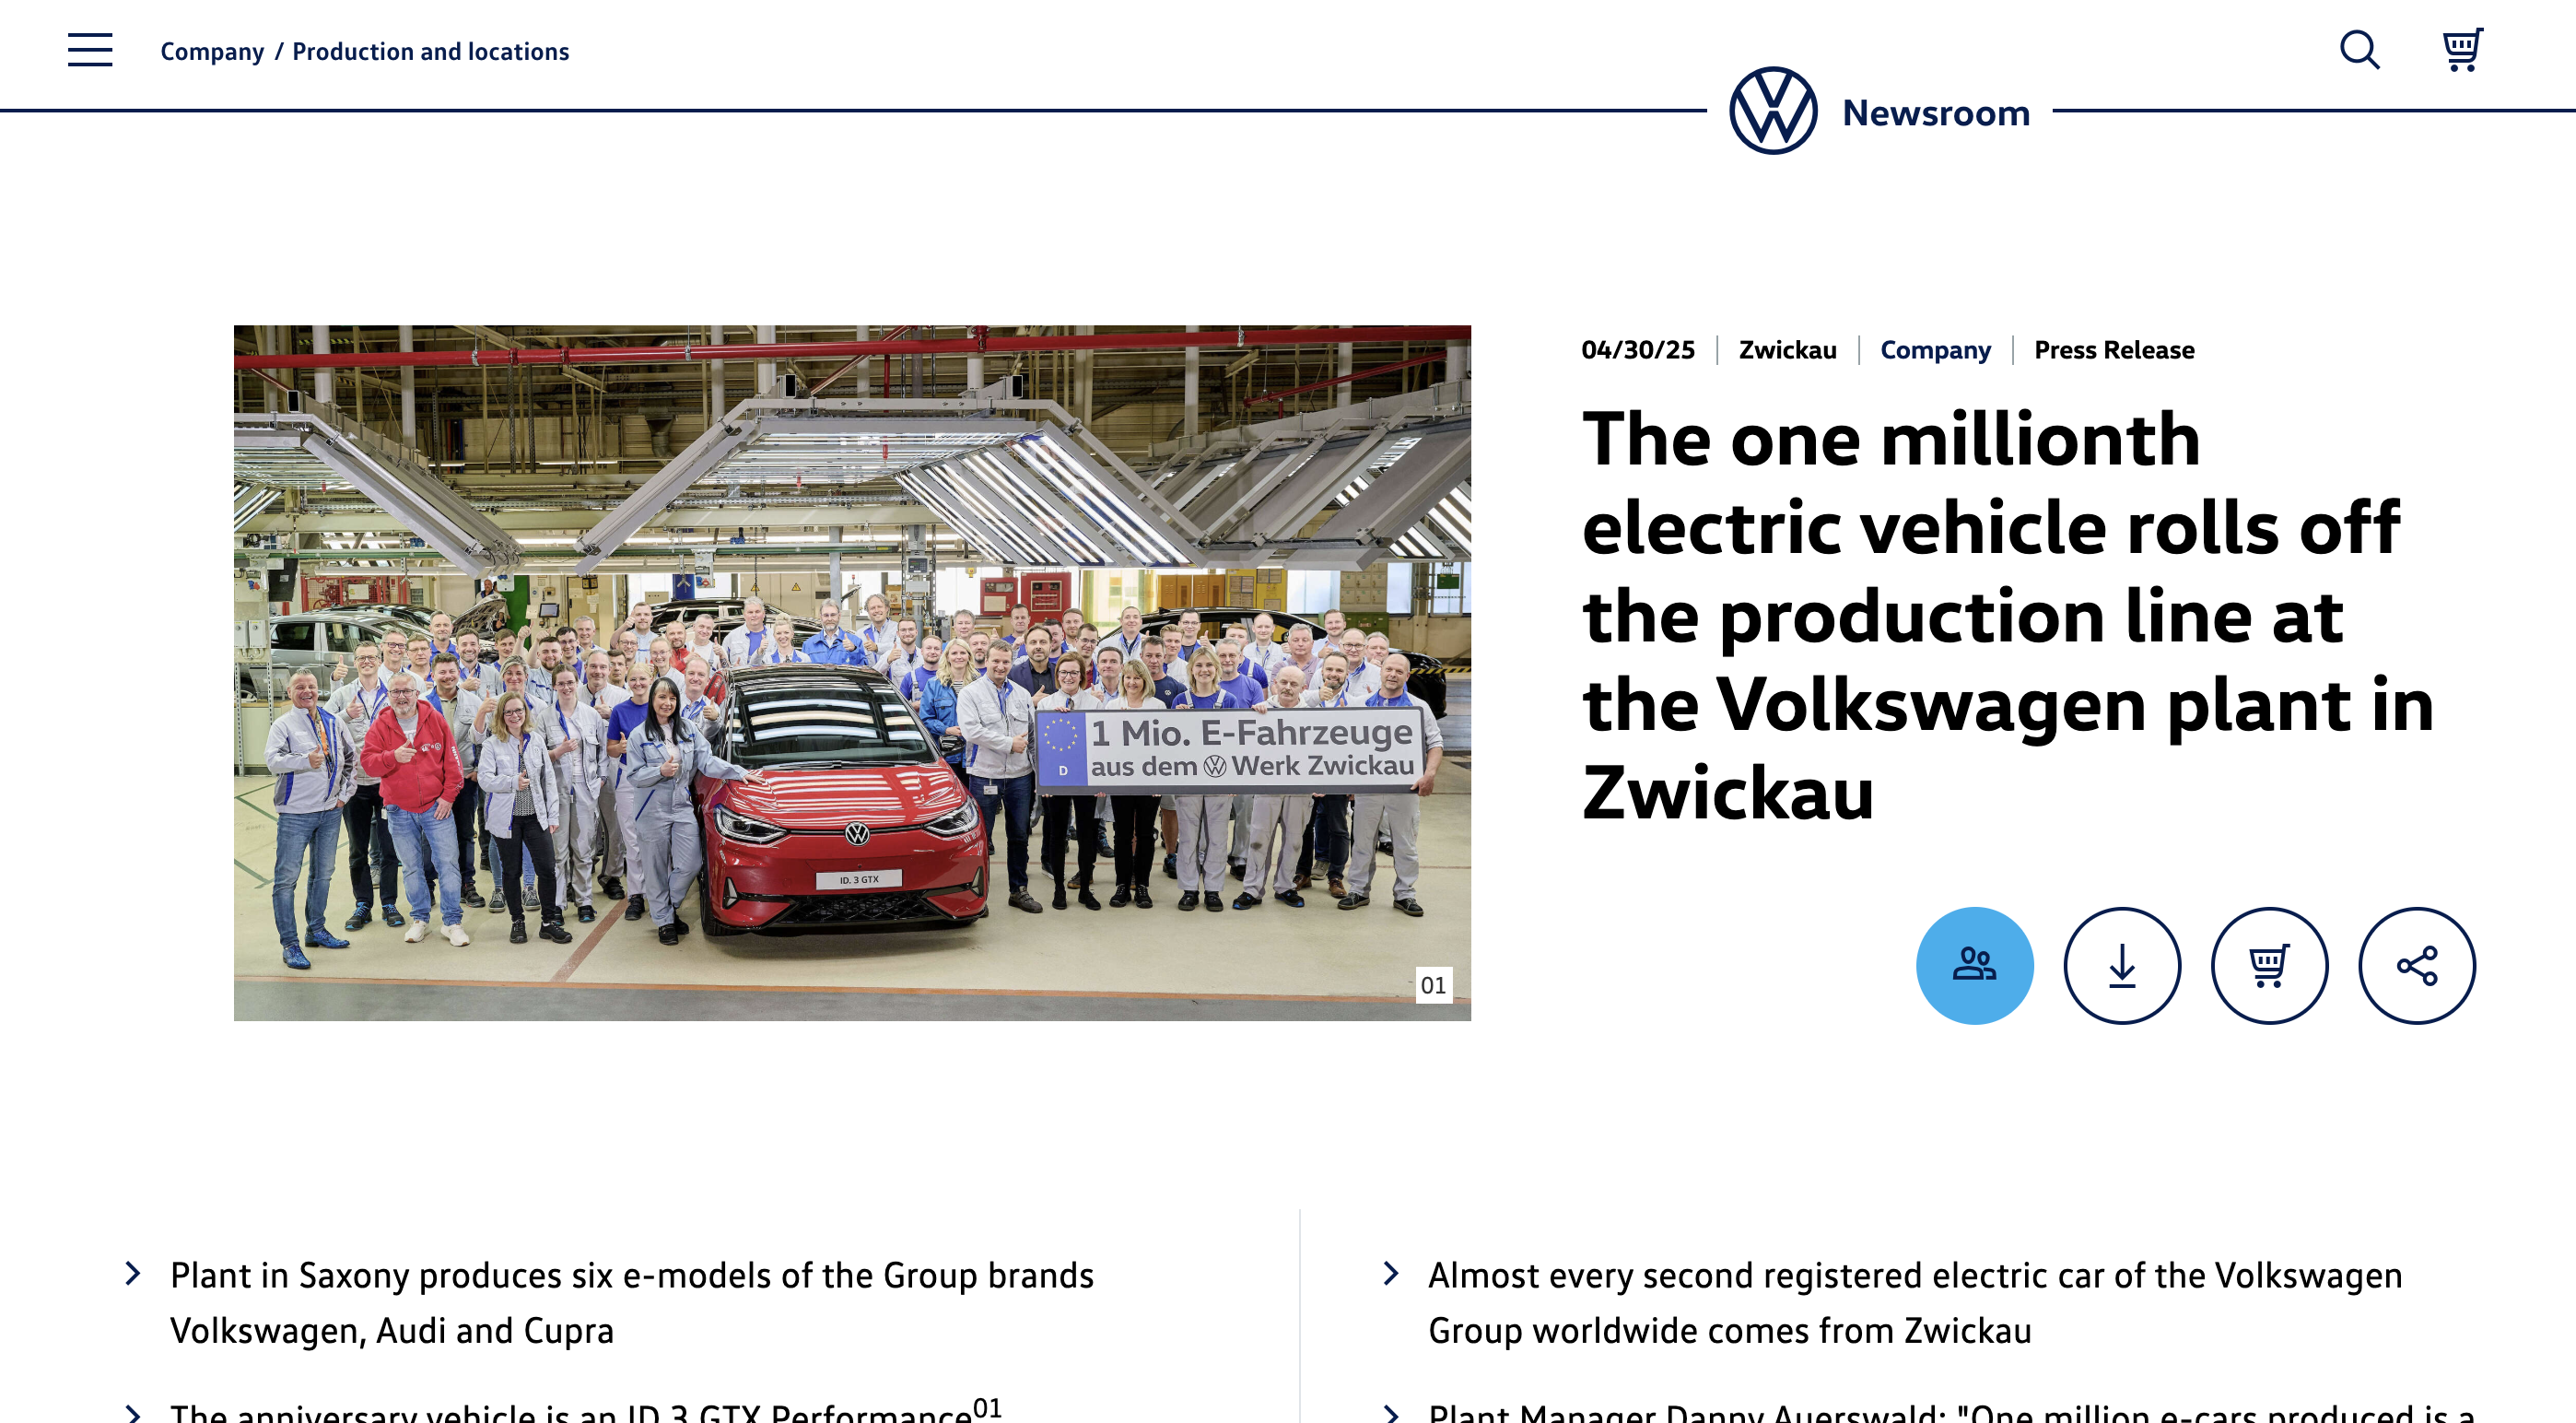 Company / Production and locations
Newsroom
04/30/25 | Zwickau | Company | Press Release
The one millionth
electric vehicle rolls off
the production line at
the Volkswagen plant in
Zwickau
1 Mio. E-Fahrzeuge
aus dem VW Werk Zwickau
ID. 3 GTX
01
Plant in Saxony produces six e-models of the Group brands
Volkswagen, Audi and Cupra
The anniversary vehicle is an ID.3 GTX Performance01
Almost every second registered electric car of the Volkswagen
Group worldwide comes from Zwickau
Plant Manager Danny Auerswald: "One million e-cars produced is a